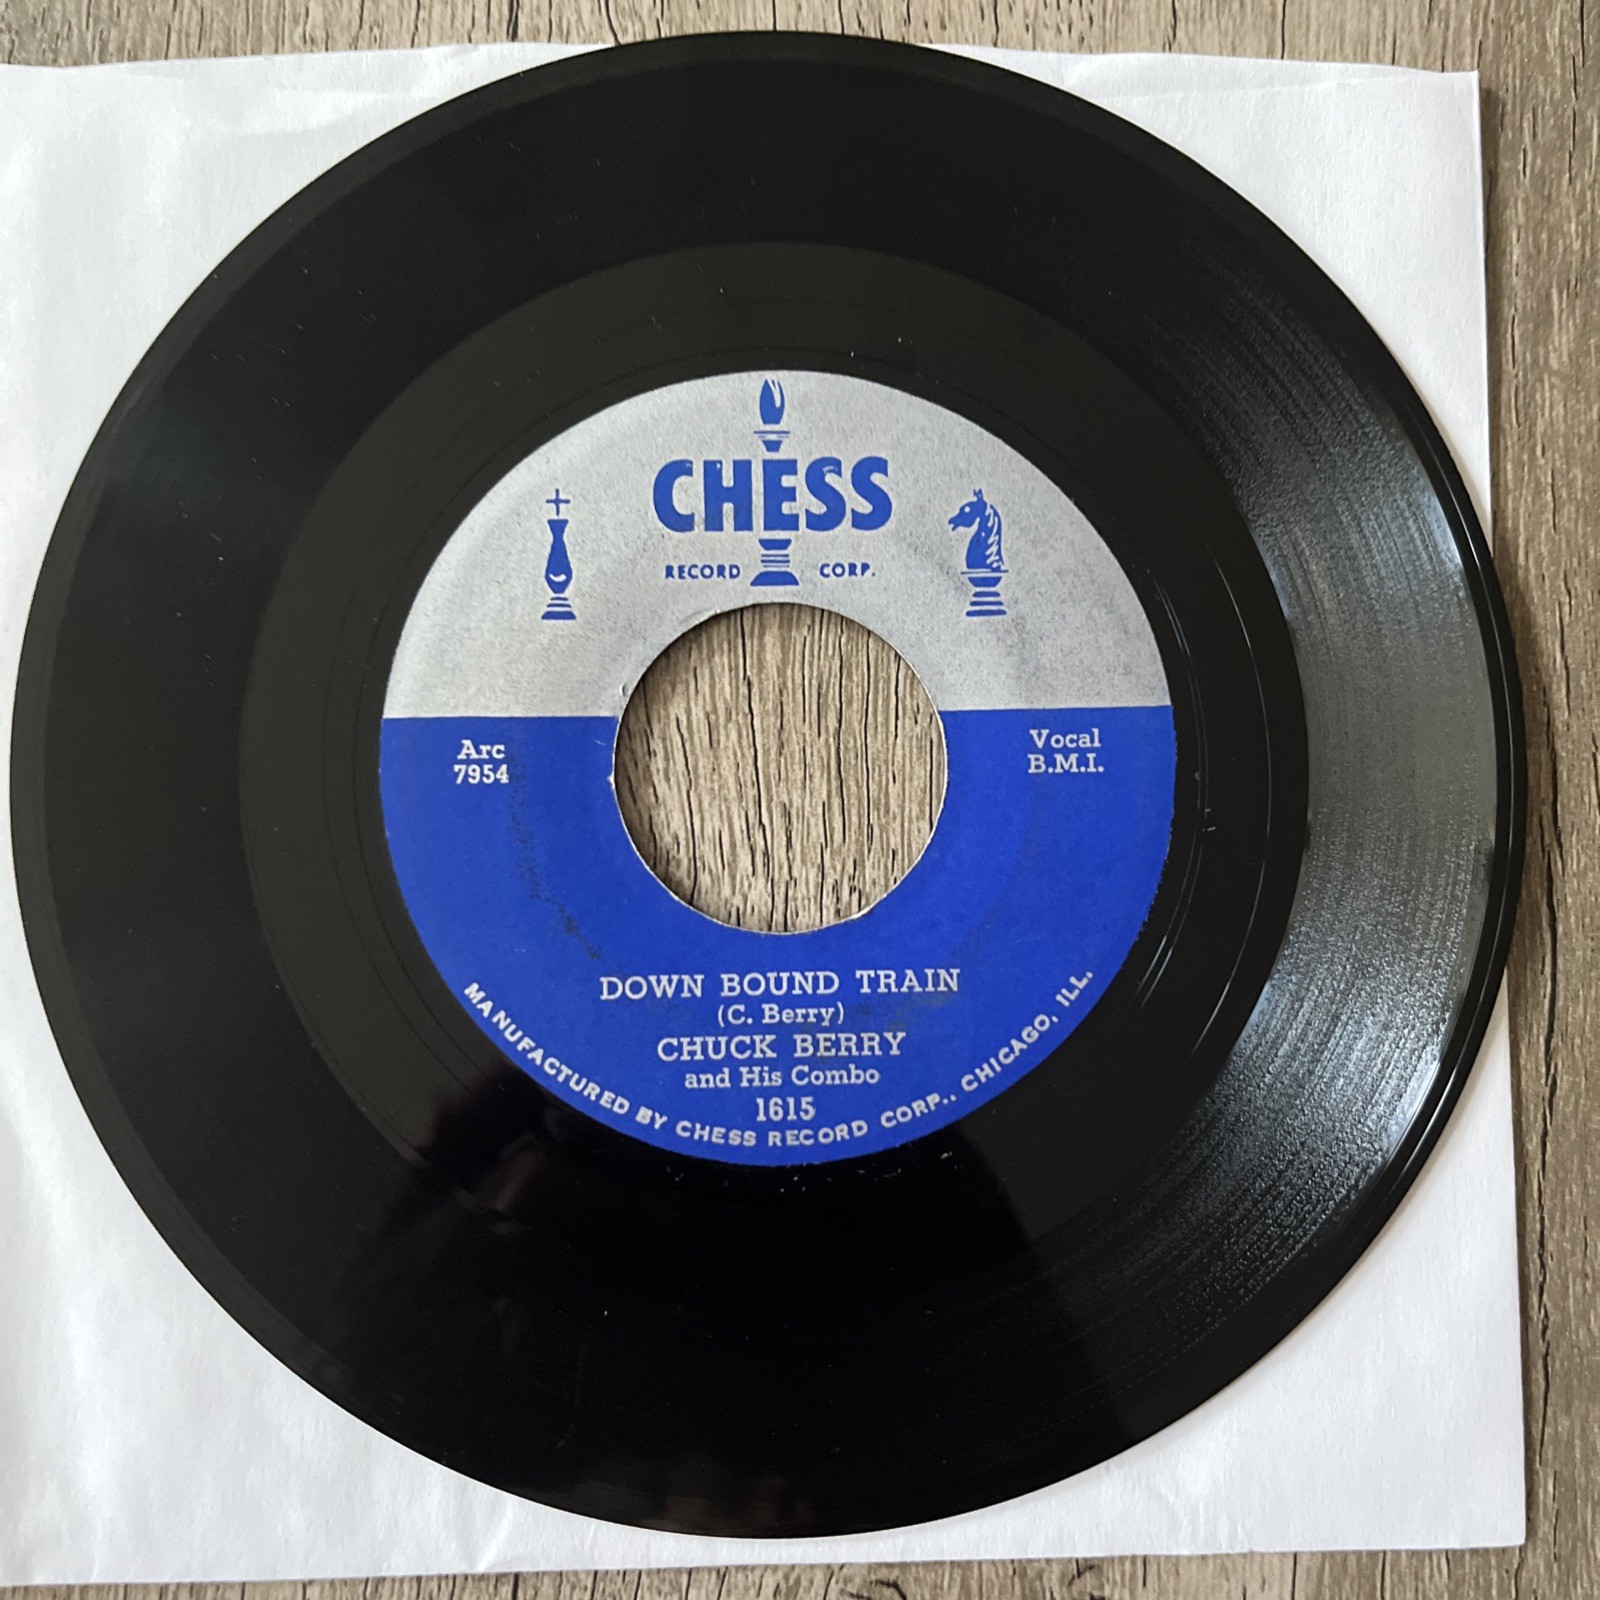 CHESS
RECORD CORP.
Arc
7954
Vocal
B.M.I.
DOWN BOUND TRAIN
(C. Berry)
CHUCK BERRY
and His Combo
1615
MANUFACTURED BY CHESS RECORD CORP., CHICAGO, ILL.